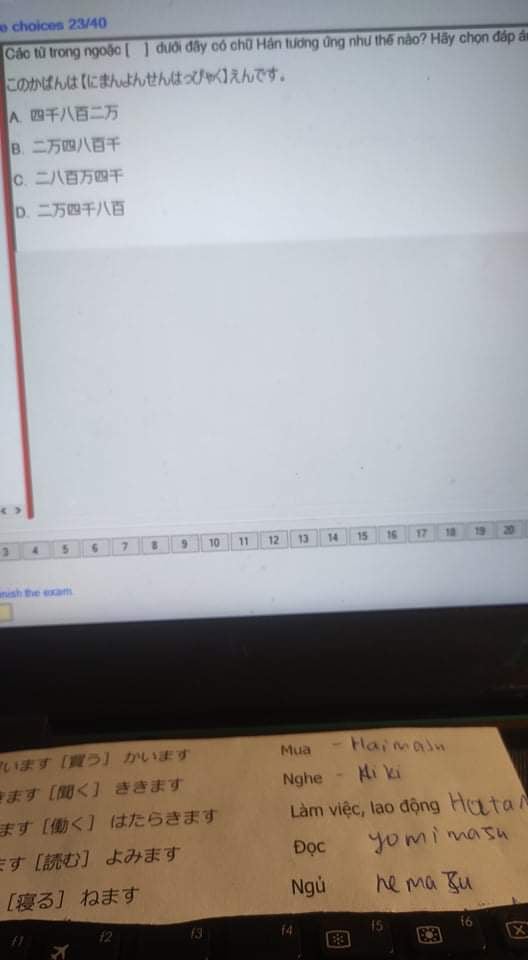 choices 23/40
Các từ trong ngoặc [ ] dưới đây có chữ Hán tương ứng như thế nào? Hãy chọn đáp
このかばんは【にまんよんせんはっぴゃく】えんです。
A. 四千八百二万
B. 二万四八百千
C. 二八百万四千
D. 二万四千八百
< >
3 4 5 6 7 8 9 10 11 12 13 14 15 16 17 18 19 20
the exam.
います［買う］ かいます Mua - Haimasu
ます［聞く］ ききます Nghe - Kiki
ます［働く］ はたらきます Làm việc, lao động Hata
ます［読む］ よみます Đọc yomimasu
［寝る］ ねます Ngủ nemasu
f1 f2 f3 f4 f5 f6